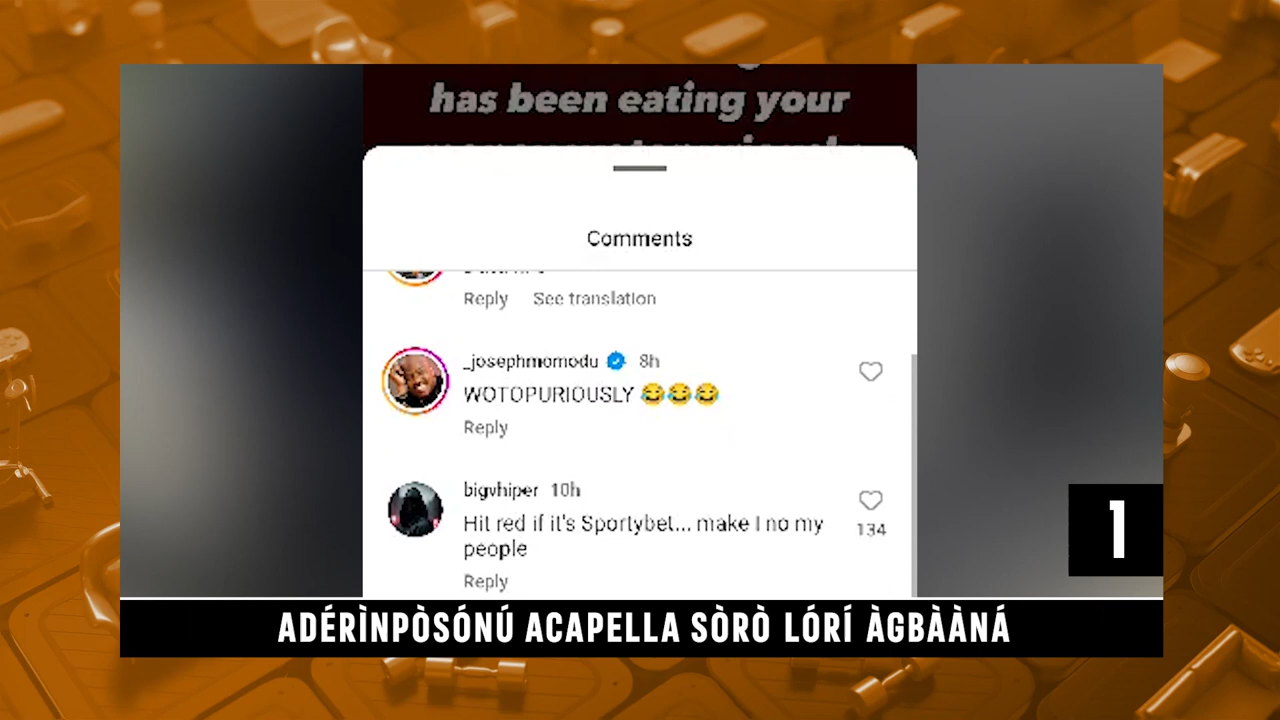 has been eating your
Comments
Reply See translation
_josephmomodu 8h
WOTOPURIOUSLY 😂😂😂
Reply
bigvhiper 10h
Hit red if it's Sportybet... make I no my
people
134
Reply
1
ADÉRÌNPÒSÓNÚ ACAPELLA SÒRÒ LÓRÍ ÀGBÀÀNÁ